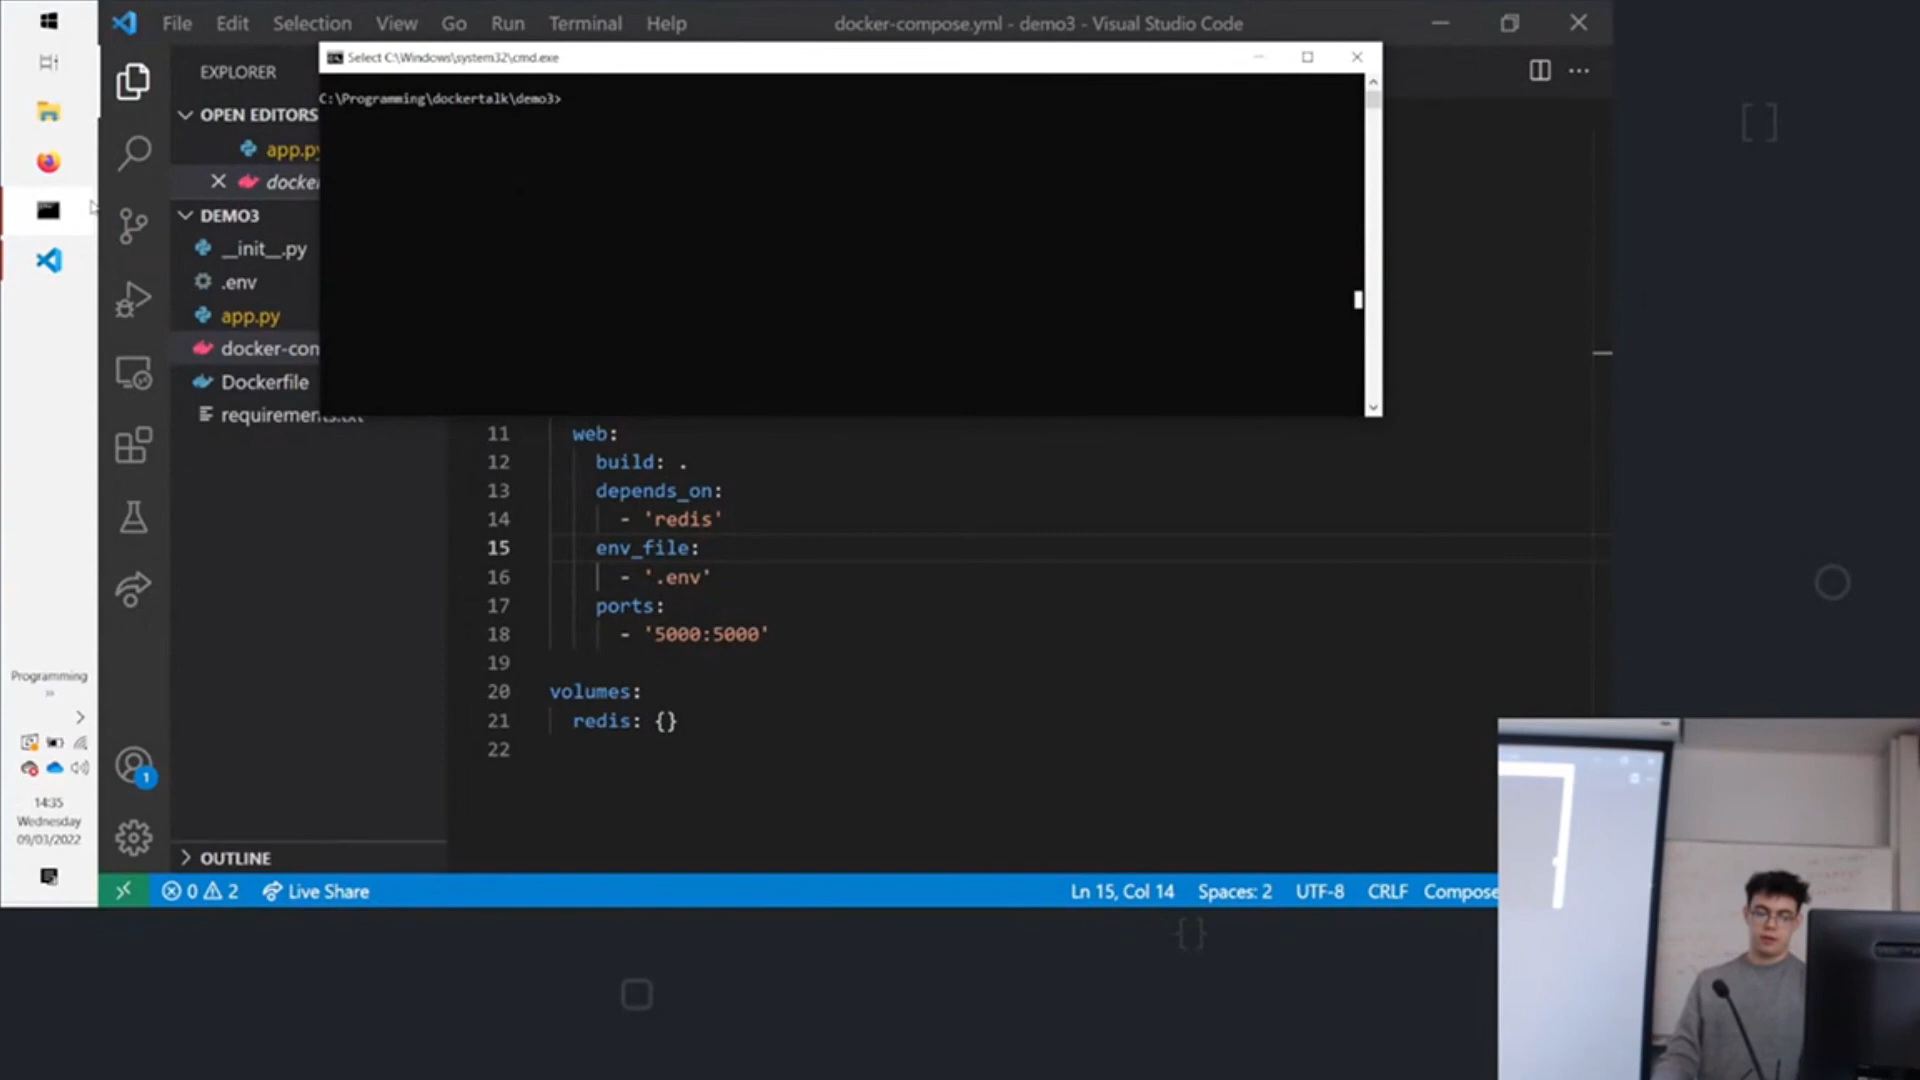 File Edit Selection View Go Run Terminal Help
docker-compose.yml - demo3 - Visual Studio Code
Select C:\Windows\system32\cmd.exe
C:\Programming\dockertalk\demo3>
EXPLORER
OPEN EDITORS
app.py
docker
DEMO3
__init__.py
.env
app.py
docker-con
Dockerfile
requirements.txt
11 web:
12 build: .
13 depends_on:
14 - 'redis'
15 env_file:
16 - '.env'
17 ports:
18 - '5000:5000'
19
20 volumes:
21 redis: {}
22
OUTLINE
Programming
14:35
Wednesday
09/03/2022
1
0 2 Live Share
Ln 15, Col 14 Spaces: 2 UTF-8 CRLF Compose